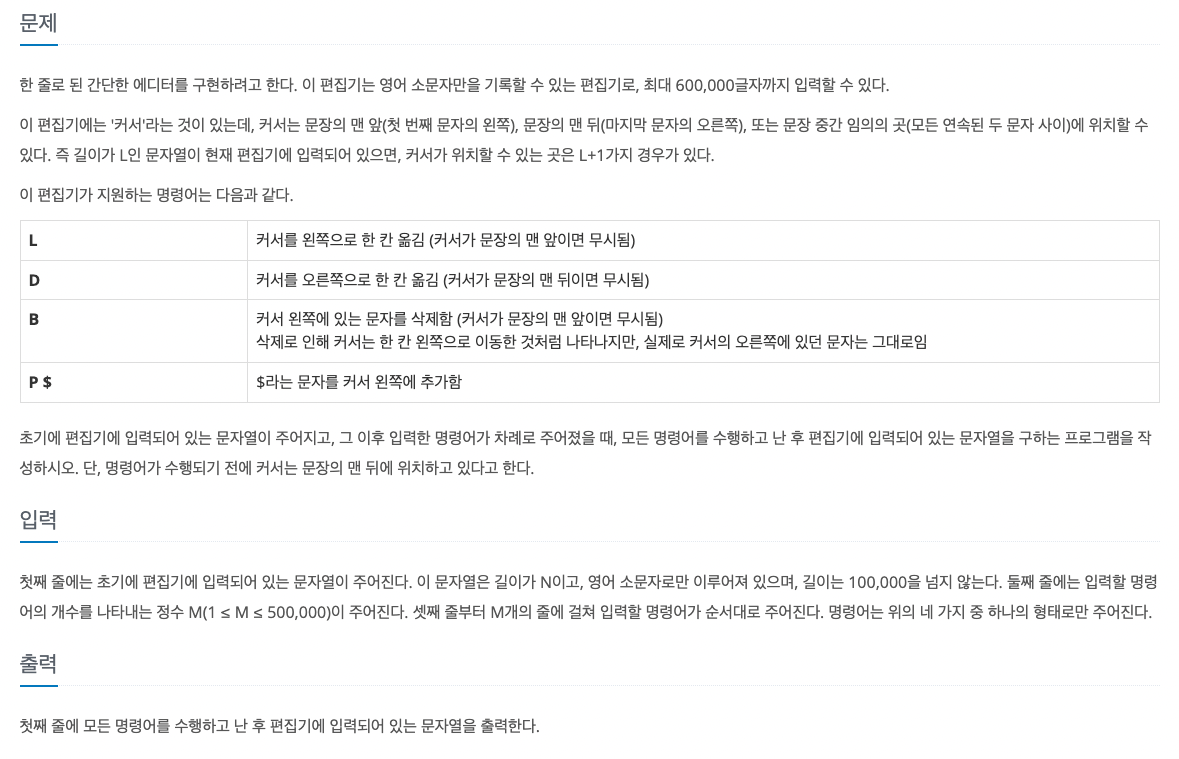 문제
한 줄로 된 간단한 에디터를 구현하려고 한다. 이 편집기는 영어 소문자만을 기록할 수 있는 편집기로, 최대 600,000글자까지 입력할 수 있다.
이 편집기에는 '커서'라는 것이 있는데, 커서는 문장의 맨 앞(첫 번째 문자의 왼쪽), 문장의 맨 뒤(마지막 문자의 오른쪽), 또는 문장 중간 임의의 곳(모든 연속된 두 문자 사이)에 위치할 수
있다. 즉 길이가 L인 문자열이 현재 편집기에 입력되어 있으면, 커서가 위치할 수 있는 곳은 L+1가지 경우가 있다.
이 편집기가 지원하는 명령어는 다음과 같다.
L 커서를 왼쪽으로 한 칸 옮김 (커서가 문장의 맨 앞이면 무시됨)
D 커서를 오른쪽으로 한 칸 옮김 (커서가 문장의 맨 뒤이면 무시됨)
B 커서 왼쪽에 있는 문자를 삭제함 (커서가 문장의 맨 앞이면 무시됨)
삭제로 인해 커서는 한 칸 왼쪽으로 이동한 것처럼 나타나지만, 실제로 커서의 오른쪽에 있던 문자는 그대로임
P $ $라는 문자를 커서 왼쪽에 추가함
초기에 편집기에 입력되어 있는 문자열이 주어지고, 그 이후 입력한 명령어가 차례로 주어졌을 때, 모든 명령어를 수행하고 난 후 편집기에 입력되어 있는 문자열을 구하는 프로그램을 작
성하시오. 단, 명령어가 수행되기 전에 커서는 문장의 맨 뒤에 위치하고 있다고 한다.
입력
첫째 줄에는 초기에 편집기에 입력되어 있는 문자열이 주어진다. 이 문자열은 길이가 N이고, 영어 소문자로만 이루어져 있으며, 길이는 100,000을 넘지 않는다. 둘째 줄에는 입력할 명령
어의 개수를 나타내는 정수 M(1 ≤ M ≤ 500,000)이 주어진다. 셋째 줄부터 M개의 줄에 걸쳐 입력할 명령어가 순서대로 주어진다. 명령어는 위의 네 가지 중 하나의 형태로만 주어진다.
출력
첫째 줄에 모든 명령어를 수행하고 난 후 편집기에 입력되어 있는 문자열을 출력한다.